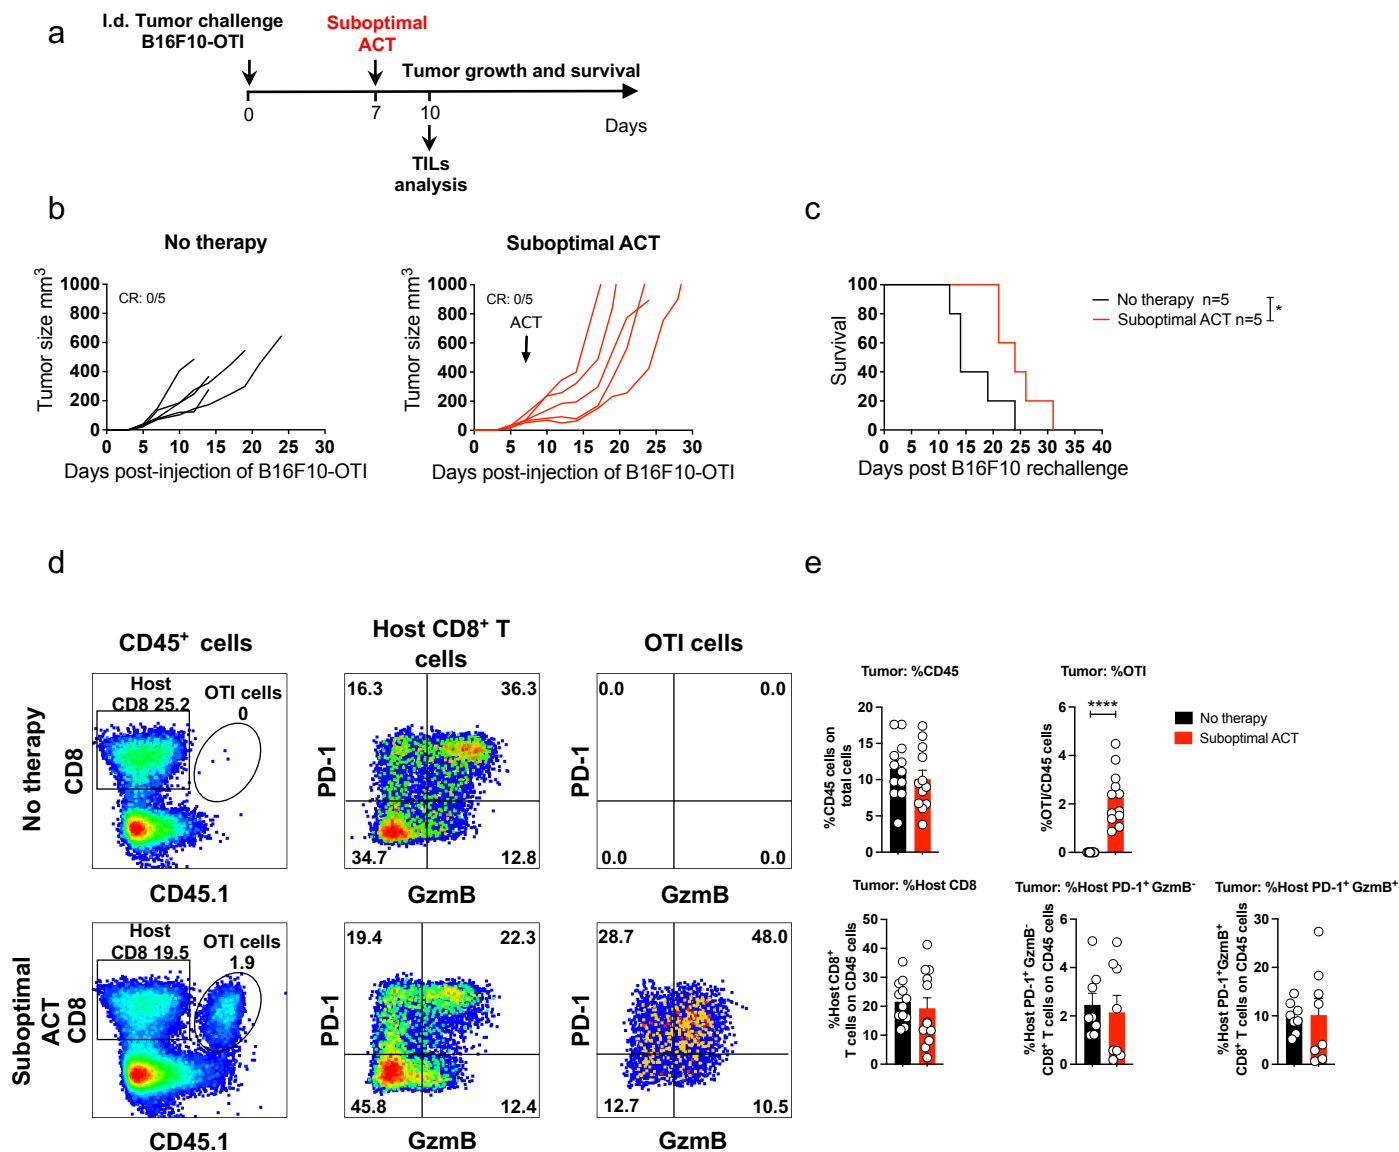 a
I.d. Tumor challenge
B16F10-OTI
Suboptimal
ACT
Tumor growth and survival
0
7
10
Days
TILs
analysis
b
No therapy
Tumor size mm³
1000
800
600
400
200
0
CR: 0/5
0 5 10 15 20 25 30
Days post-injection of B16F10-OTI
Suboptimal ACT
Tumor size mm³
1000
800
600
400
200
0
CR: 0/5
ACT
0 5 10 15 20 25 30
Days post-injection of B16F10-OTI
c
Survival
100
80
60
40
20
0
0 5 10 15 20 25 30 35 40
Days post B16F10 rechallenge
No therapy n=5
Suboptimal ACT n=5
*
d
CD45⁺ cells
Host CD8⁺ T
cells
OTI cells
No therapy
CD8
Host
CD8 25.2
OTI cells
0
CD45.1
PD-1
16.3
36.3
34.7
12.8
GzmB
PD-1
0.0
0.0
0.0
0.0
GzmB
Suboptimal
ACT
CD8
Host
CD8 19.5
OTI cells
1.9
CD45.1
PD-1
19.4
22.3
45.8
12.4
GzmB
PD-1
28.7
48.0
12.7
10.5
GzmB
e
Tumor: %CD45
%CD45 cells on
total cells
20
15
10
5
0
Tumor: %OTI
%OTI/CD45 cells
6
4
2
0
****
No therapy
Suboptimal ACT
Tumor: %Host CD8
%Host CD8⁺
T cells on CD45 cells
50
40
30
20
10
0
Tumor: %Host PD-1⁺ GzmB⁻
%Host PD-1⁺ GzmB⁻
CD8⁺ T cells on CD45 cells
6
4
2
0
Tumor: %Host PD-1⁺ GzmB⁺
%Host PD-1⁺GzmB⁺
CD8⁺ T cells on CD45 cells
30
20
10
0